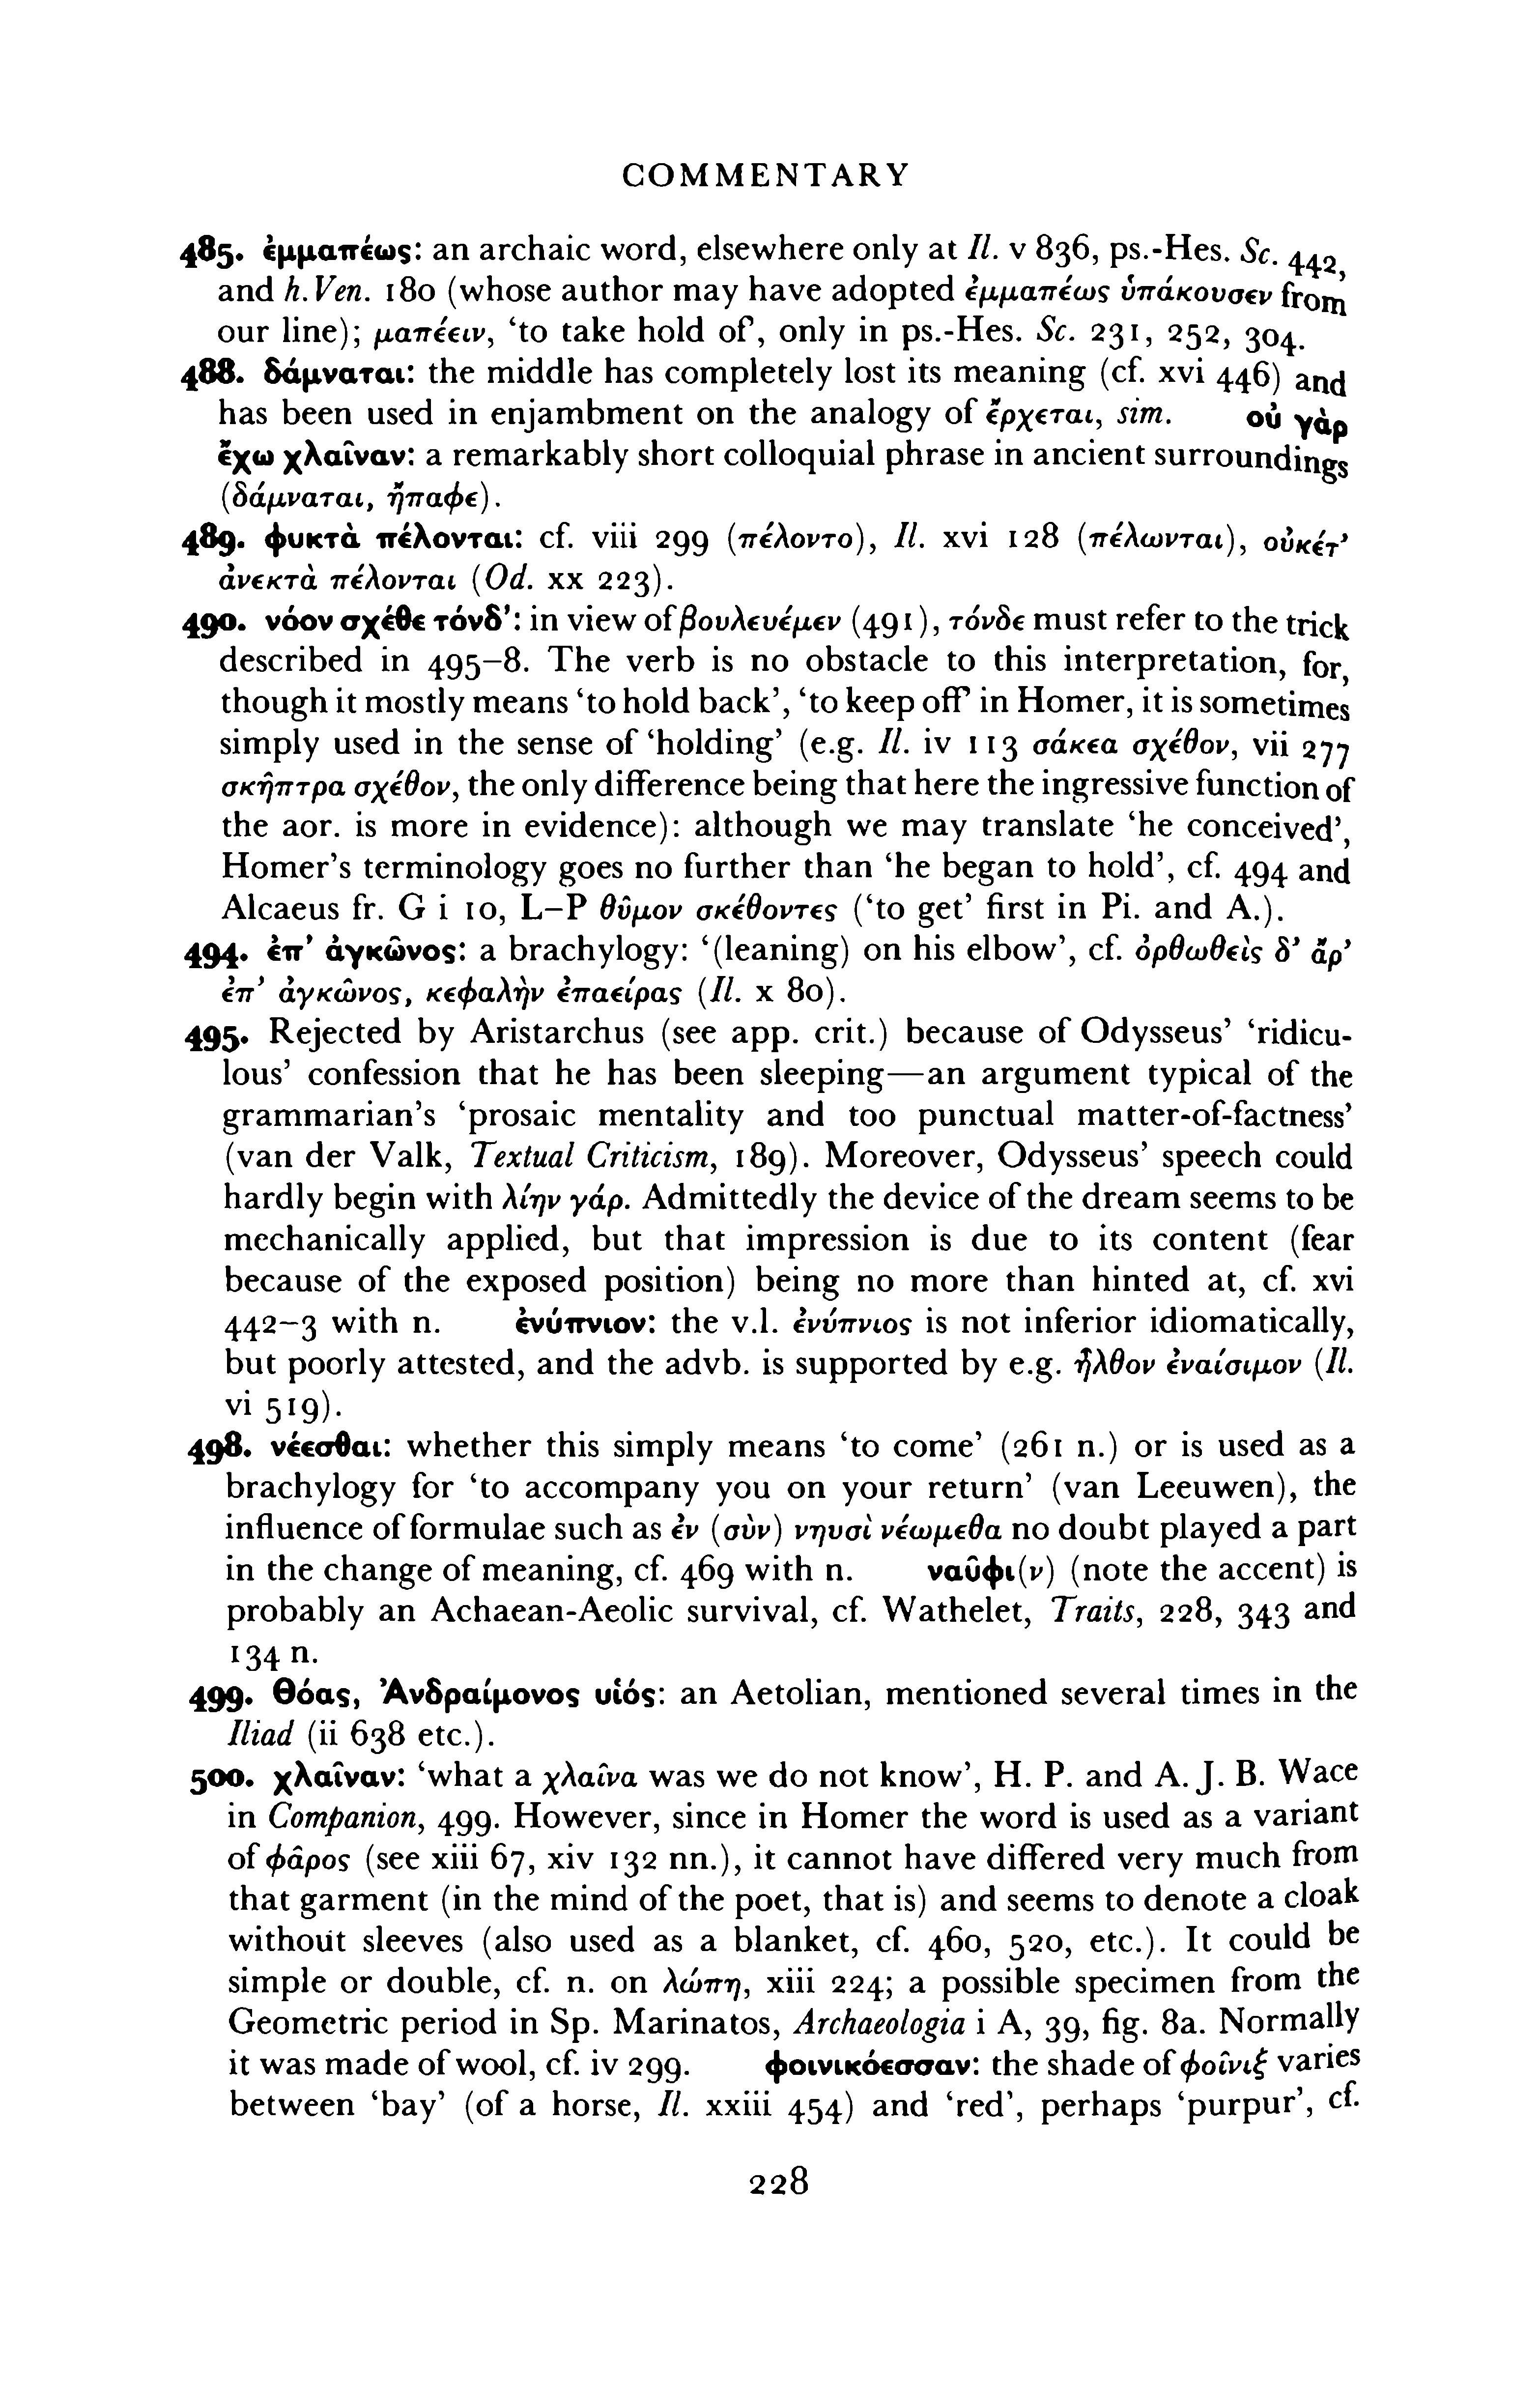 COMMENTARY
485. ἐμμαπέως: an archaic word, elsewhere only at Il. v 836, ps.-Hes. Sc. 442,
and h. Ven. 180 (whose author may have adopted ἐμμαπέως ὑπάκουσεν from
our line); μαπέειν, ‘to take hold of’, only in ps.-Hes. Sc. 231, 252, 304.
488. δάμναται: the middle has completely lost its meaning (cf. xvi 446) and
has been used in enjambment on the analogy of ἔρχεται, sim. οὐ γὰρ
ἔχω χλαῖναν: a remarkably short colloquial phrase in ancient surroundings
(δάμναται, ἤπαφε).
489. φυκτὰ πέλονται: cf. viii 299 (πέλοντο), Il. xvi 128 (πέλωνται), οὐκέτ’
ἀνεκτὰ πέλονται (Od. xx 223).
490. νόον σχέθε τόνδ’: in view of βουλευέμεν (491), τόνδε must refer to the trick
described in 495–8. The verb is no obstacle to this interpretation, for,
though it mostly means ‘to hold back’, ‘to keep off’ in Homer, it is sometimes
simply used in the sense of ‘holding’ (e.g. Il. iv 113 σάκεα σχέθον, vii 277
σκῆπτρα σχέθον, the only difference being that here the ingressive function of
the aor. is more in evidence): although we may translate ‘he conceived’,
Homer’s terminology goes no further than ‘he began to hold’, cf. 494 and
Alcaeus fr. G i 10, L–P θῦμον σκέθοντες (‘to get’ first in Pi. and A.).
494. ἐπ’ ἀγκῶνος: a brachylogy: ‘(leaning) on his elbow’, cf. ὀρθωθεὶς δ’ ἄρ’
ἐπ’ ἀγκῶνος, κεφαλὴν ἐπαείρας (Il. x 80).
495. Rejected by Aristarchus (see app. crit.) because of Odysseus’ ‘ridicu-
lous’ confession that he has been sleeping—an argument typical of the
grammarian’s ‘prosaic mentality and too punctual matter-of-factness’
(van der Valk, Textual Criticism, 189). Moreover, Odysseus’ speech could
hardly begin with λίην γάρ. Admittedly the device of the dream seems to be
mechanically applied, but that impression is due to its content (fear
because of the exposed position) being no more than hinted at, cf. xvi
442–3 with n. ἐνύπνιον: the v.l. ἐνύπνιος is not inferior idiomatically,
but poorly attested, and the advb. is supported by e.g. ἦλθον ἐναίσιμον (Il.
vi 519).
498. νέεσθαι: whether this simply means ‘to come’ (261 n.) or is used as a
brachylogy for ‘to accompany you on your return’ (van Leeuwen), the
influence of formulae such as ἐν (σὺν) νηυσὶ νέωμεθα no doubt played a part
in the change of meaning, cf. 469 with n. ναῦφι(ν) (note the accent) is
probably an Achaean-Aeolic survival, cf. Wathelet, Traits, 228, 343 and
134 n.
499. Θόας, Ἀνδραίμονος υἱός: an Aetolian, mentioned several times in the
Iliad (ii 638 etc.).
500. χλαῖναν: ‘what a χλαῖνα was we do not know’, H. P. and A. J. B. Wace
in Companion, 499. However, since in Homer the word is used as a variant
of φᾶρος (see xiii 67, xiv 132 nn.), it cannot have differed very much from
that garment (in the mind of the poet, that is) and seems to denote a cloak
without sleeves (also used as a blanket, cf. 460, 520, etc.). It could be
simple or double, cf. n. on λώπη, xiii 224; a possible specimen from the
Geometric period in Sp. Marinatos, Archaeologia i A, 39, fig. 8a. Normally
it was made of wool, cf. iv 299. φοινικόεσσαν: the shade of φοῖνιξ varies
between ‘bay’ (of a horse, Il. xxiii 454) and ‘red’, perhaps ‘purpur’, cf.
228